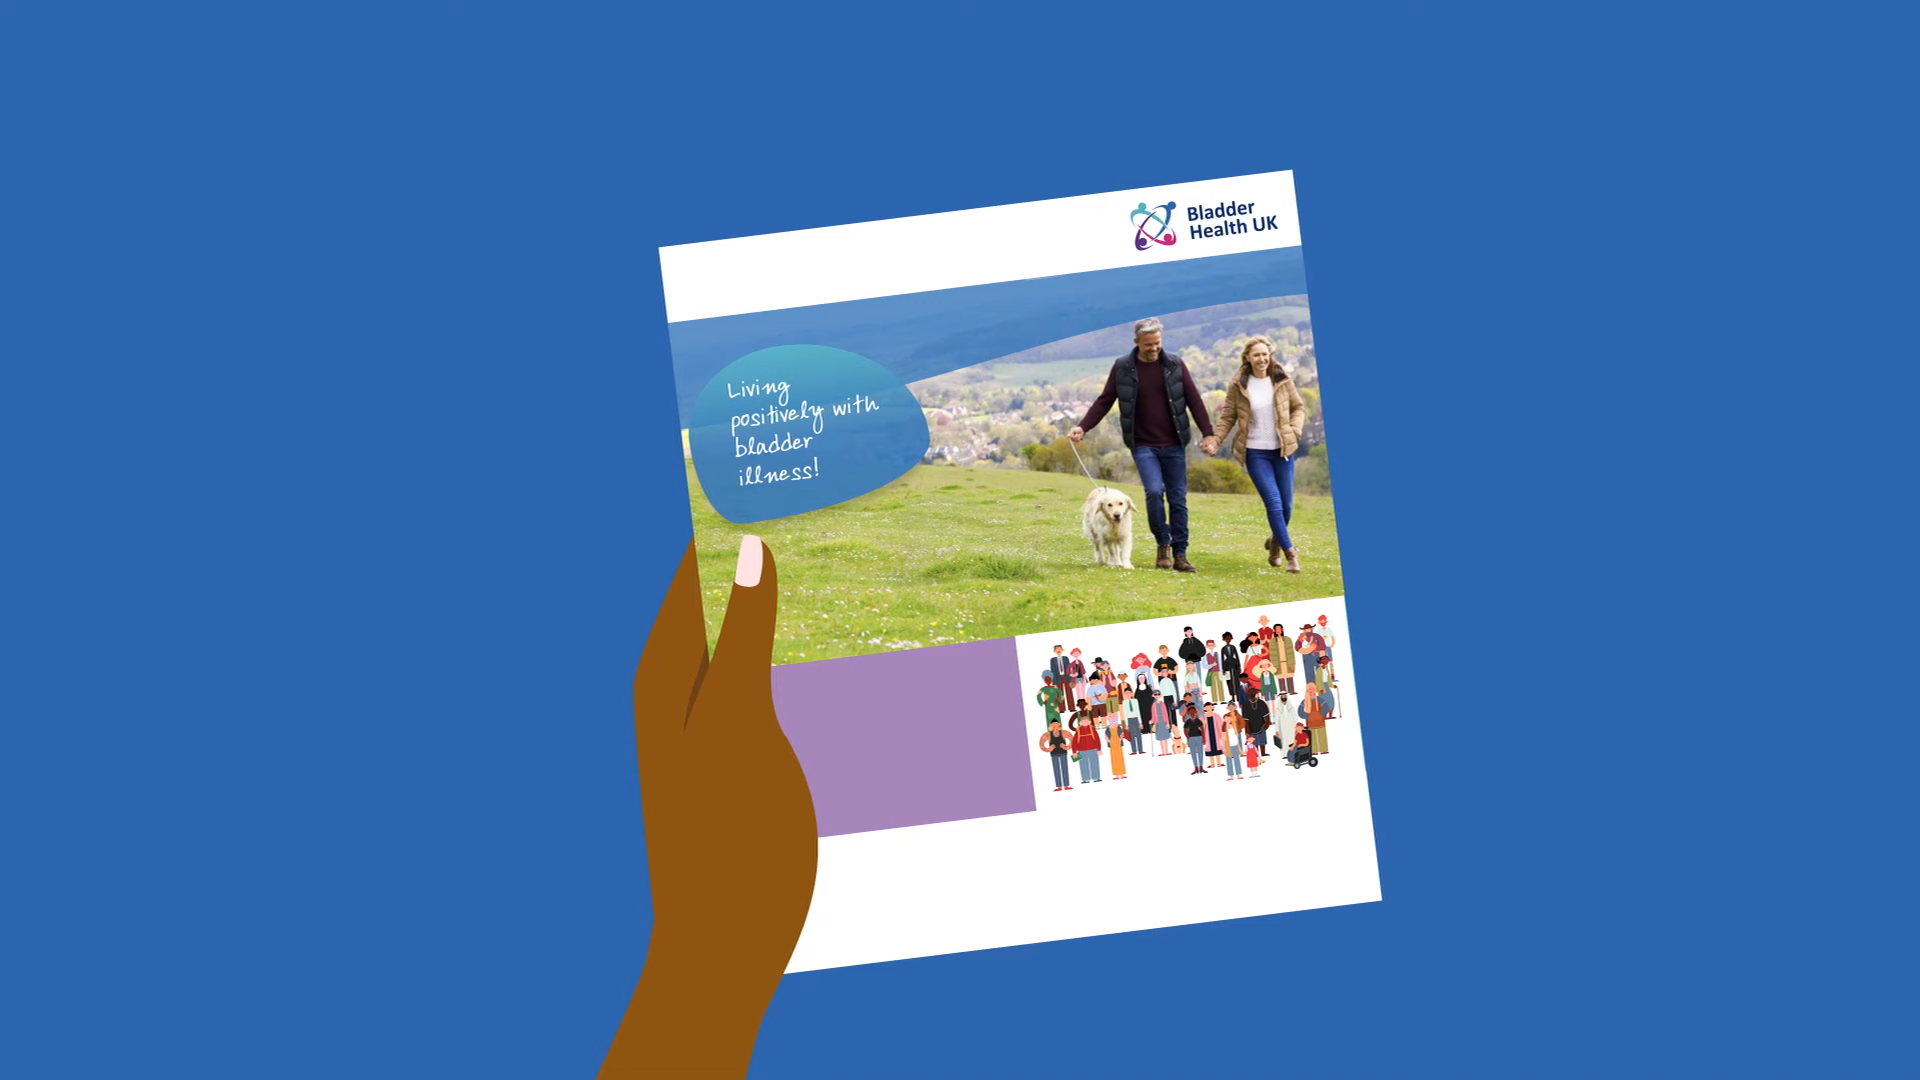 Bladder
Health UK
Living
positively with
bladder
illness!